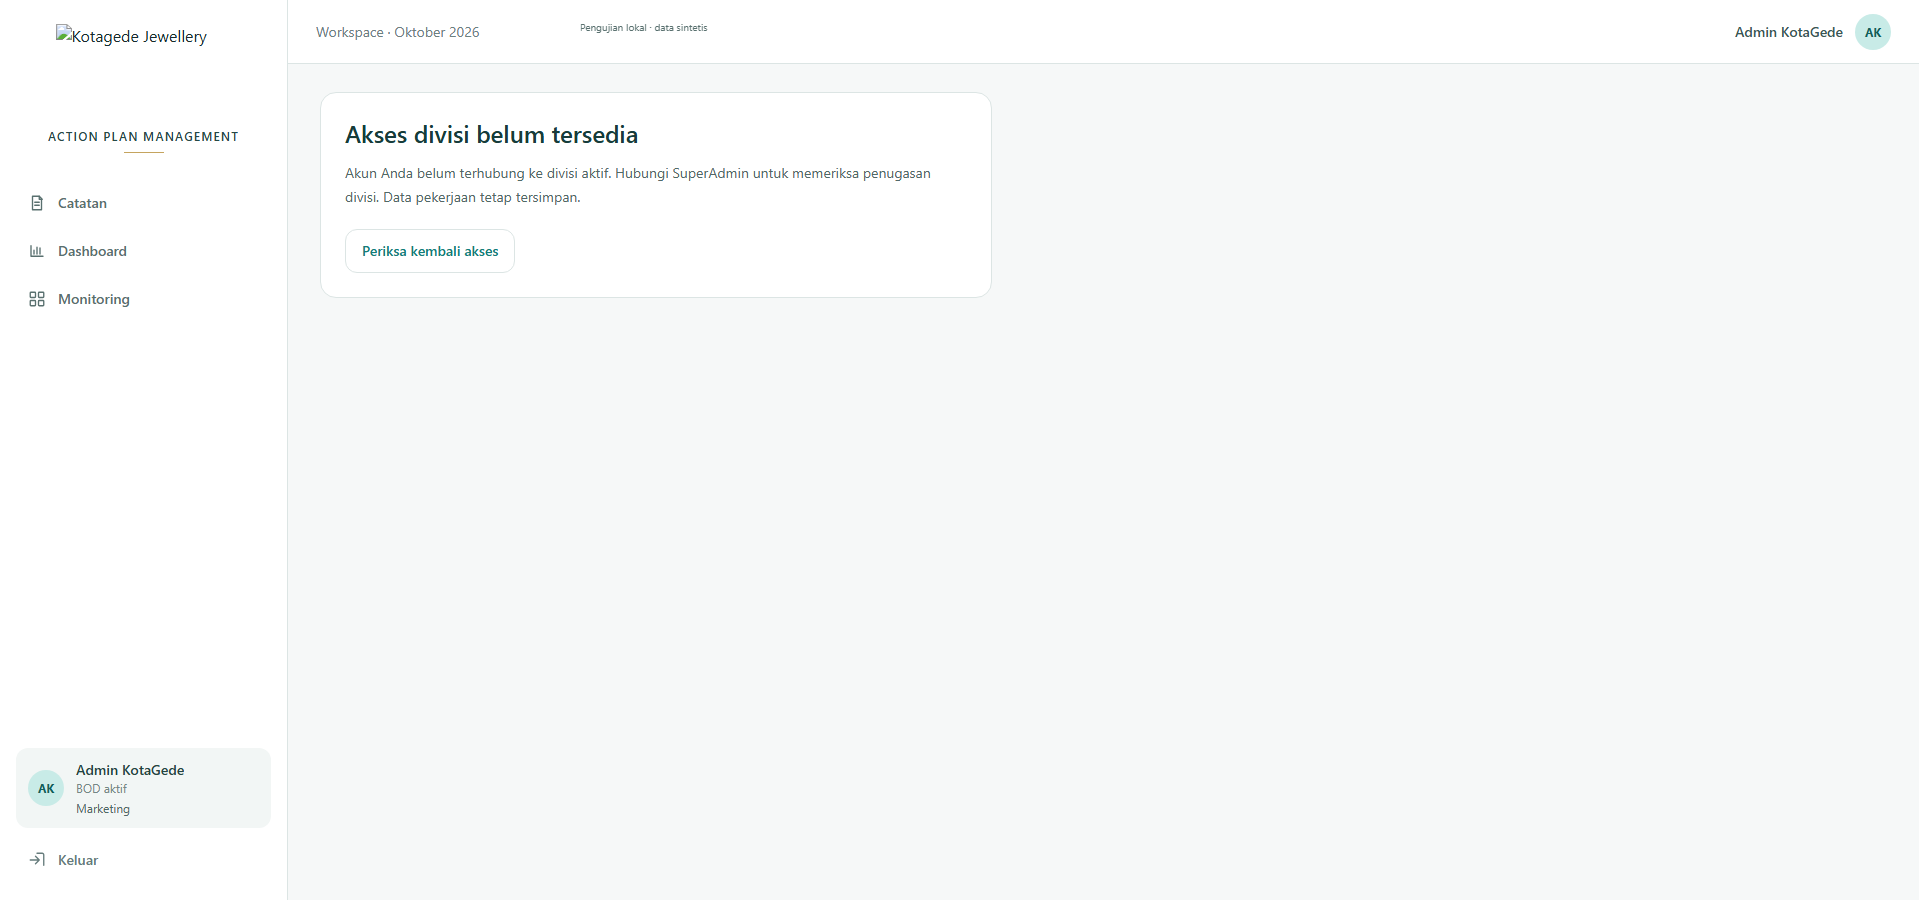 Kotagede Jewellery
ACTION PLAN MANAGEMENT
Catatan
Dashboard
Monitoring
AK
Admin KotaGede
BOD aktif
Marketing
Keluar
Workspace · Oktober 2026
Pengujian lokal · data sintetis
Admin KotaGede
AK
Akses divisi belum tersedia
Akun Anda belum terhubung ke divisi aktif. Hubungi SuperAdmin untuk memeriksa penugasan
divisi. Data pekerjaan tetap tersimpan.
Periksa kembali akses